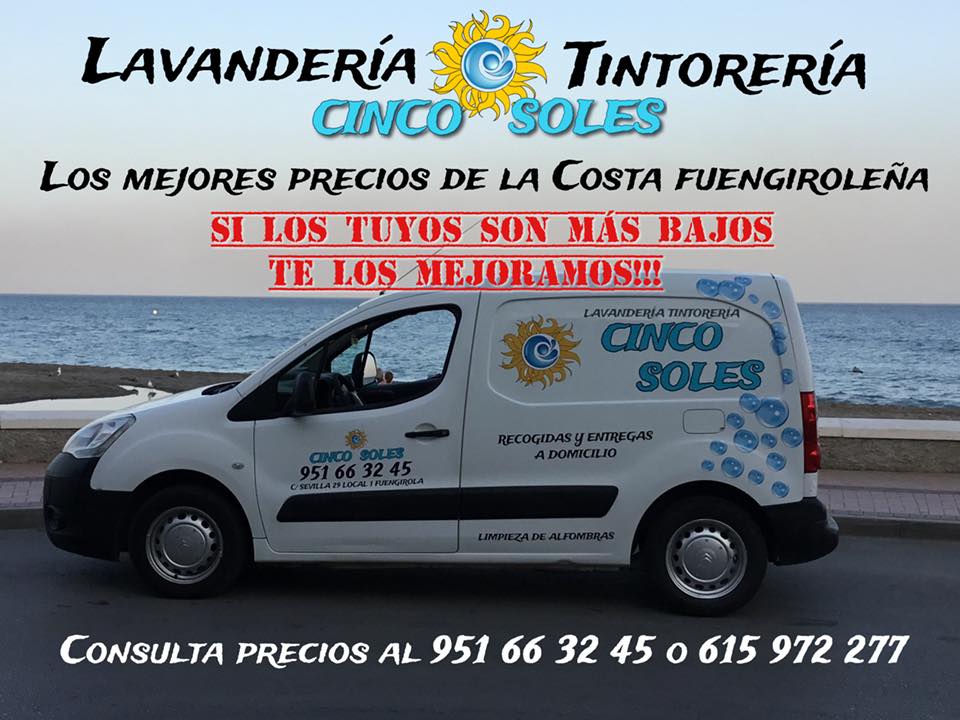 LAVANDERÍA TINTORERÍA
CINCO SOLES
LOS MEJORES PRECIOS DE LA COSTA FUENGIROLEÑA
SI LOS TUYOS SON MÁS BAJOS
TE LOS MEJORAMOS!!!
LAVANDERÍA TINTORERÍA
CINCO
SOLES
RECOGIDAS Y ENTREGAS
A DOMICILIO
CINCO SOLES
951 66 32 45
C/ SEVILLA 29 LOCAL 1 FUENGIROLA
LIMPIEZA DE ALFOMBRAS
CONSULTA PRECIOS AL 951 66 32 45 O 615 972 277